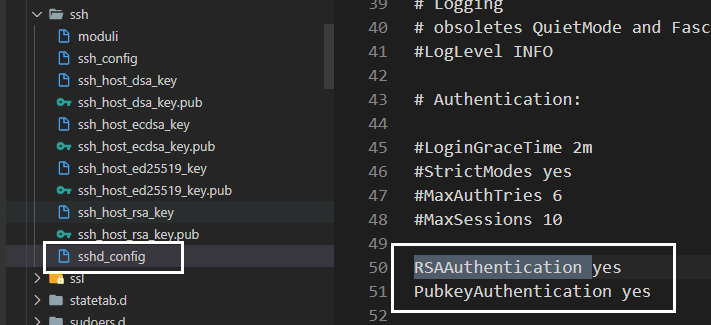 ssh
moduli
ssh_config
ssh_host_dsa_key
ssh_host_dsa_key.pub
ssh_host_ecdsa_key
ssh_host_ecdsa_key.pub
ssh_host_ed25519_key
ssh_host_ed25519_key.pub
ssh_host_rsa_key
ssh_host_rsa_key.pub
sshd_config
ssl
statetab.d
sudoers.d
39 # Logging
40 # obsoletes QuietMode and Fasc
41 #LogLevel INFO
42
43 # Authentication:
44
45 #LoginGraceTime 2m
46 #StrictModes yes
47 #MaxAuthTries 6
48 #MaxSessions 10
49
50 RSAAuthentication yes
51 PubkeyAuthentication yes
52